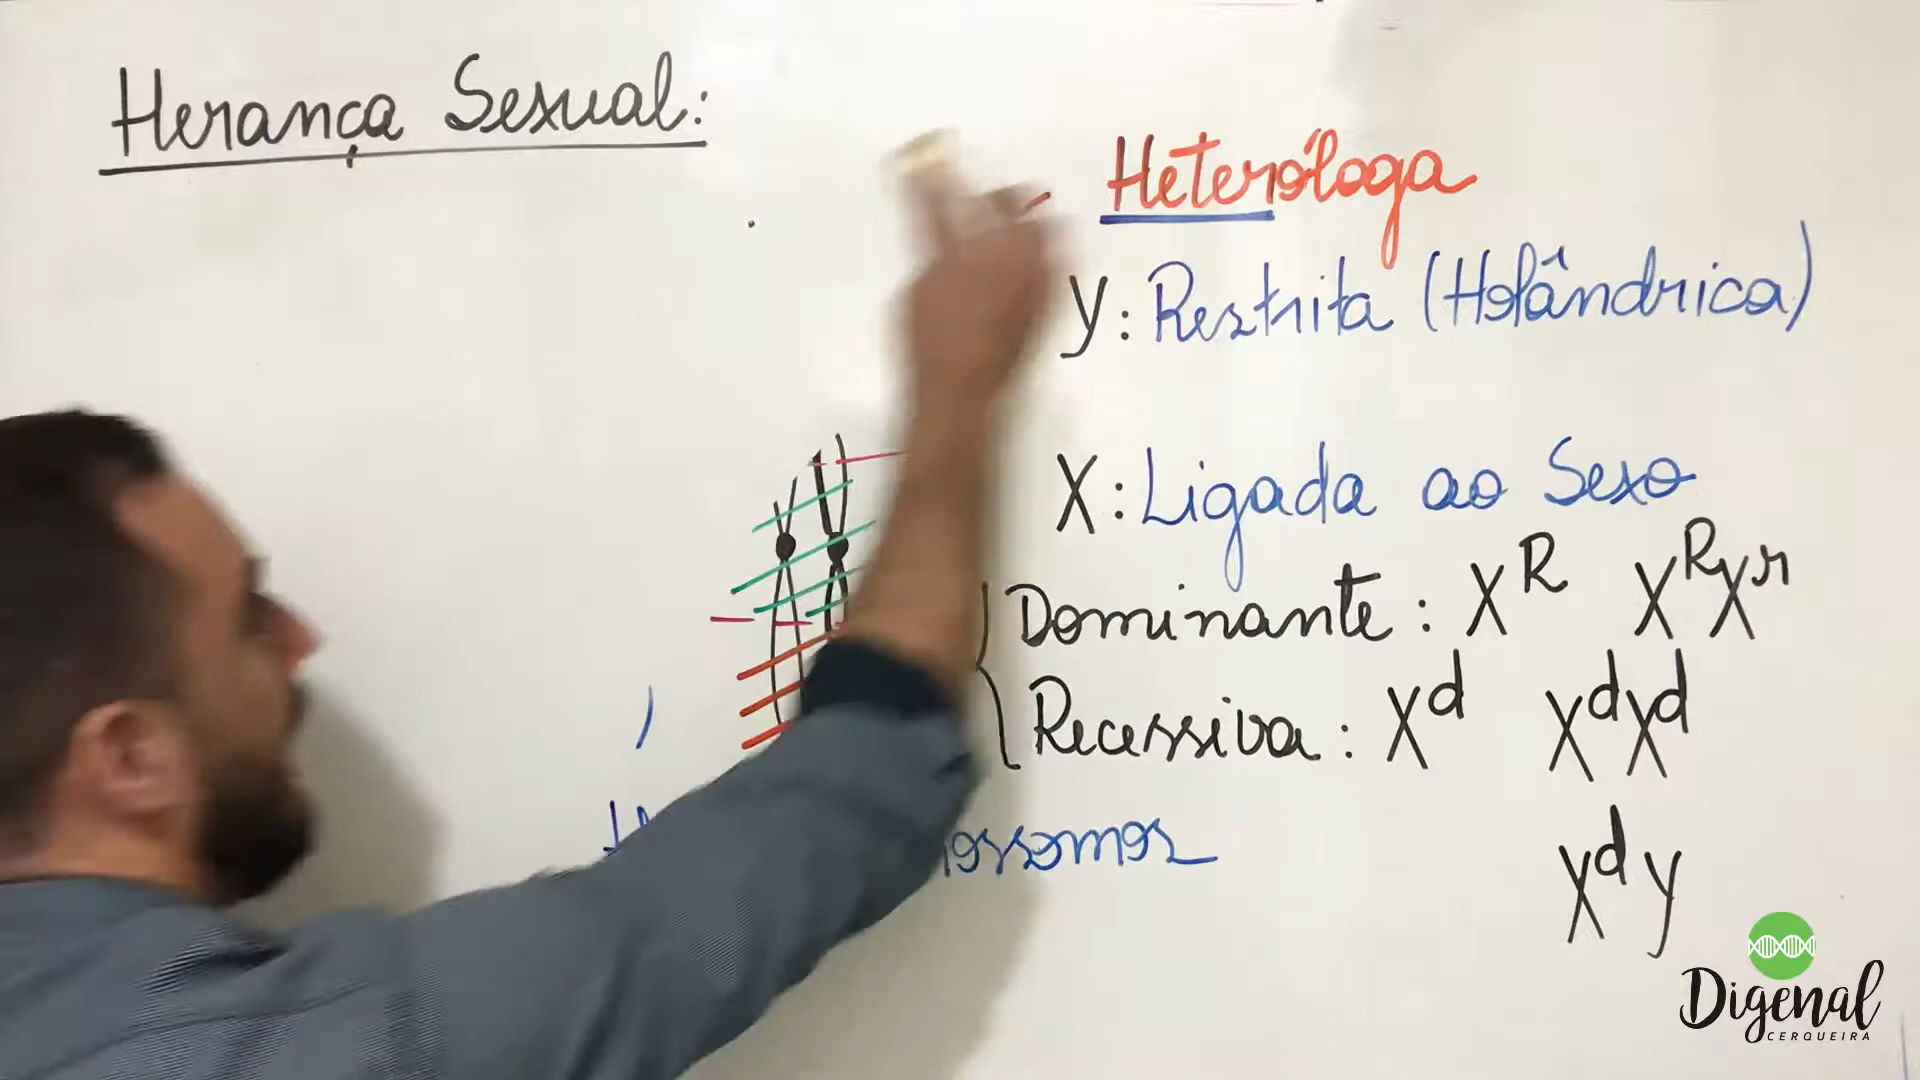 Herança Sexual:
Heteróloga
Y: Restrita (Holândrica)
X: Ligada ao Sexo
Dominante: X^R X^R X^r
Recessiva: X^d X^d X^d
X^d y
Digenal
CERQUEIRA